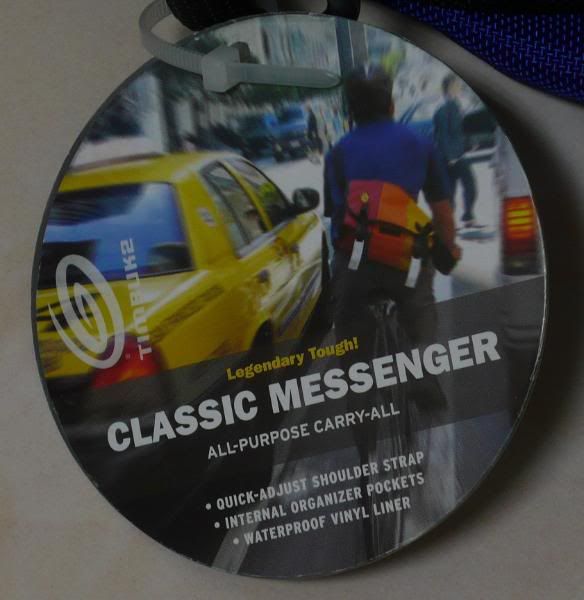 TIMBUK2
Legendary Tough!
CLASSIC MESSENGER
ALL-PURPOSE CARRY-ALL
• QUICK-ADJUST SHOULDER STRAP
• INTERNAL ORGANIZER POCKETS
• WATERPROOF VINYL LINER